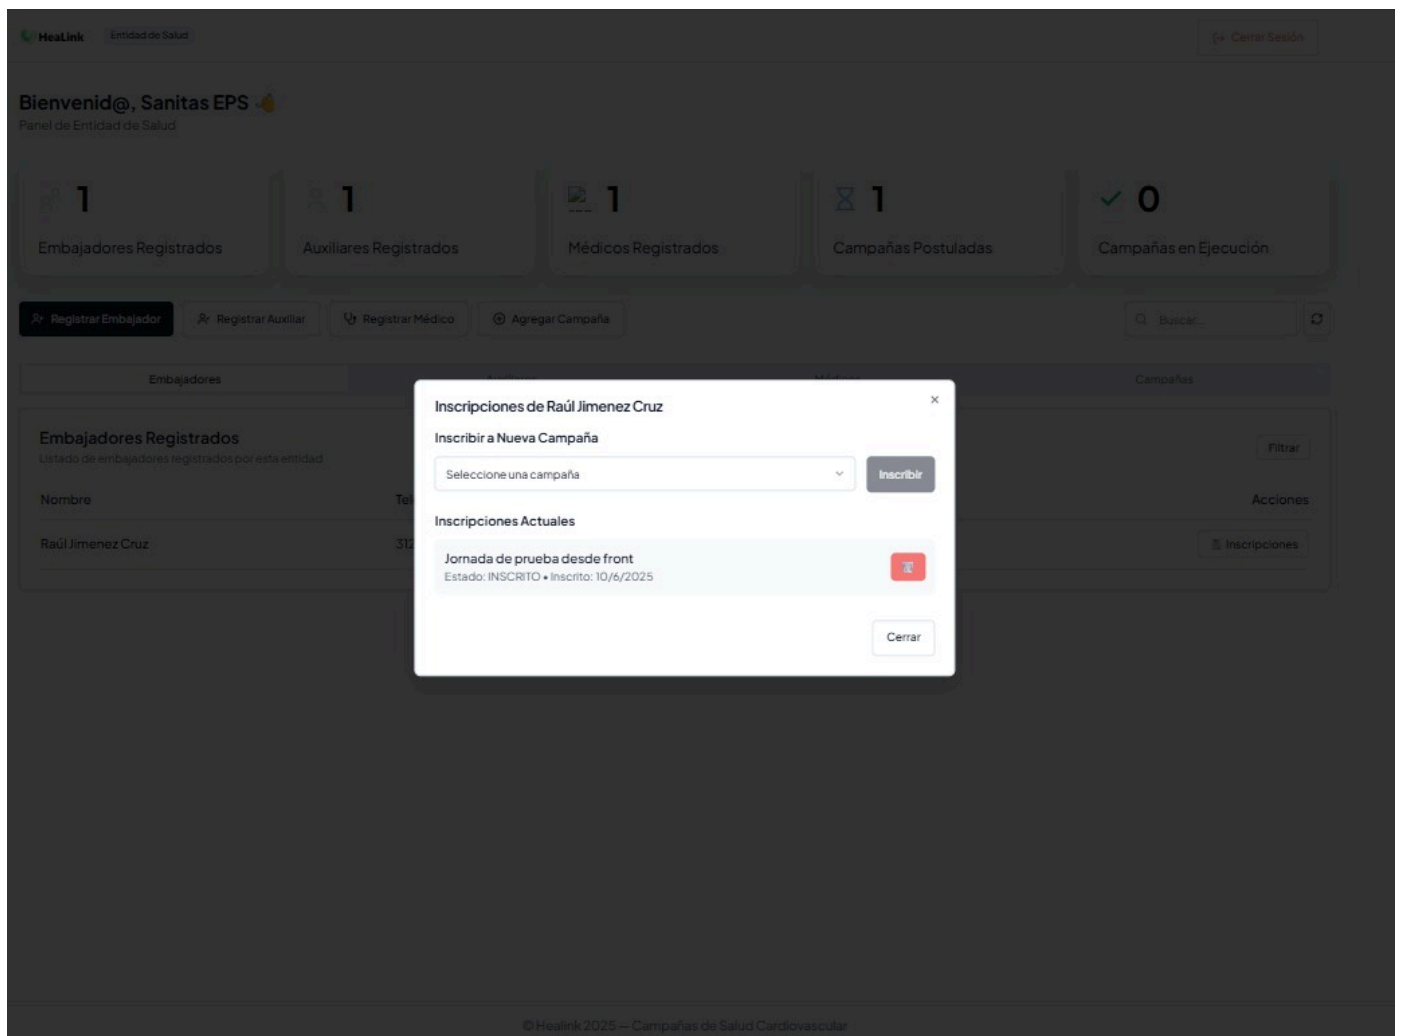 HeaLink Entidad de Salud Cerrar Sesión
Bienvenid@, Sanitas EPS
Panel de Entidad de Salud
1 1 1 1 0
Embajadores Registrados Auxiliares Registrados Médicos Registrados Campañas Postuladas Campañas en Ejecución
Registrar Embajador Registrar Auxiliar Registrar Médico Agregar Campaña Buscar...
Embajadores Campañas
Inscripciones de Raúl Jimenez Cruz ×
Inscribir a Nueva Campaña
Seleccione una campaña Inscribir
Inscripciones Actuales
Jornada de prueba desde front
Estado: INSCRITO • Inscrito: 10/6/2025
Cerrar
Embajadores Registrados Filtrar
Listado de embajadores registrados por esta entidad
Nombre Acciones
Raúl Jimenez Cruz 312 Inscripciones
© Healink 2025 — Campañas de Salud Cardiovascular